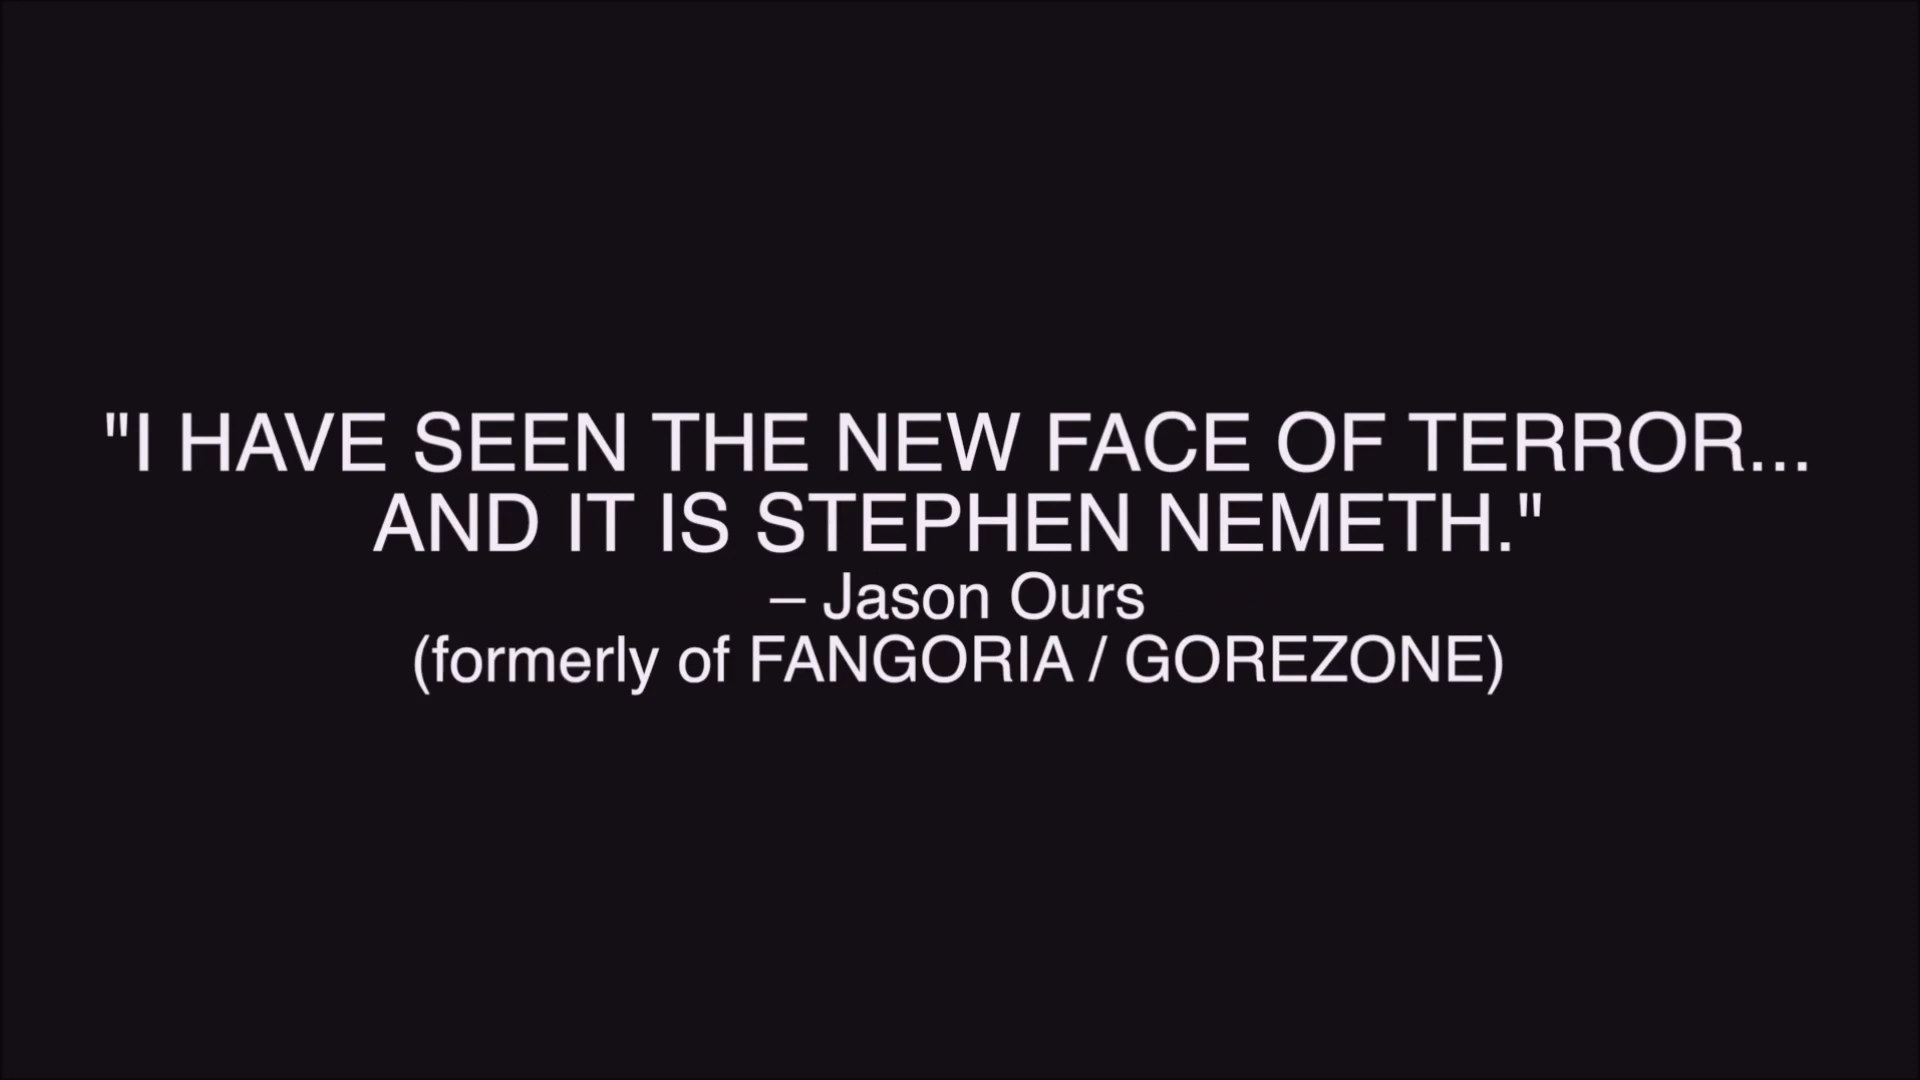 "I HAVE SEEN THE NEW FACE OF TERROR...
AND IT IS STEPHEN NEMETH."
– Jason Ours
(formerly of FANGORIA / GOREZONE)